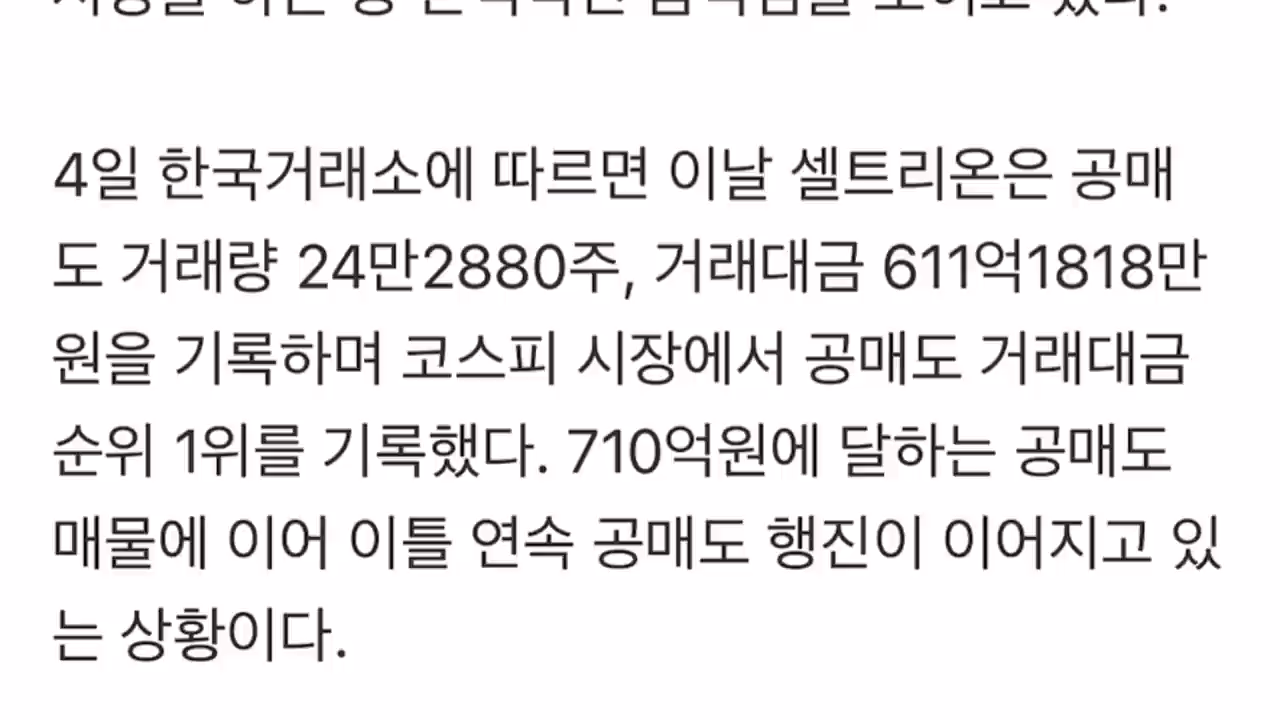 4일 한국거래소에 따르면 이날 셀트리온은 공매
도 거래량 24만2880주, 거래대금 611억1818만
원을 기록하며 코스피 시장에서 공매도 거래대금
순위 1위를 기록했다. 710억원에 달하는 공매도
매물에 이어 이틀 연속 공매도 행진이 이어지고 있
는 상황이다.